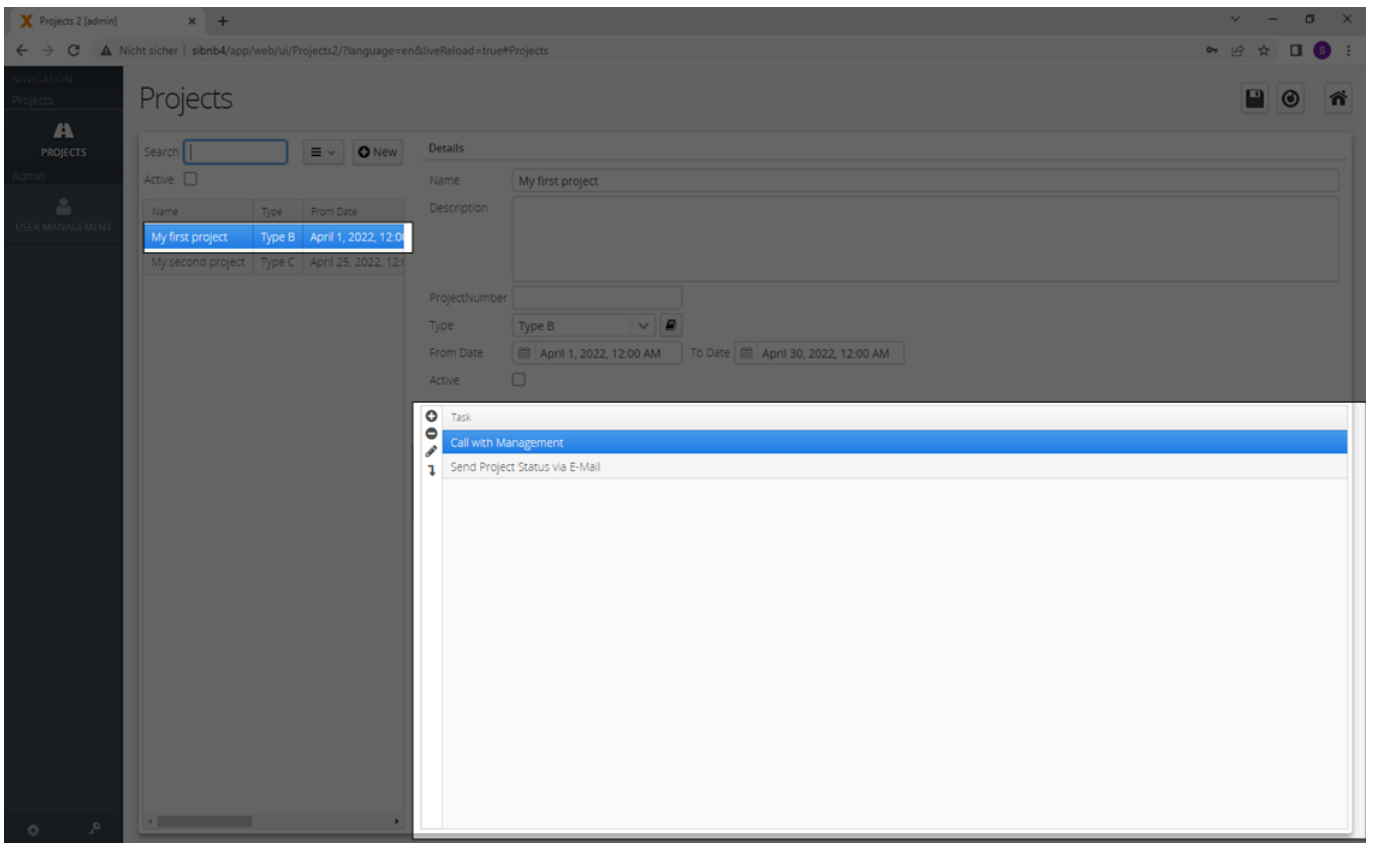 Projects 2 [admin]
Nicht sicher | sibnb4/app/web/ui/Projects2/?language=en&liveReload=true#Projects
S
NAVIGATION
Projects
PROJECTS
Admin
USER MANAGEMENT
Projects
Search
New
Active
Name Type From Date
My first project Type B April 1, 2022, 12:00
My second project Type C April 25, 2022, 12:
Details
Name My first project
Description
ProjectNumber
Type Type B
From Date April 1, 2022, 12:00 AM To Date April 30, 2022, 12:00 AM
Active
Task
Call with Management
Send Project Status via E-Mail